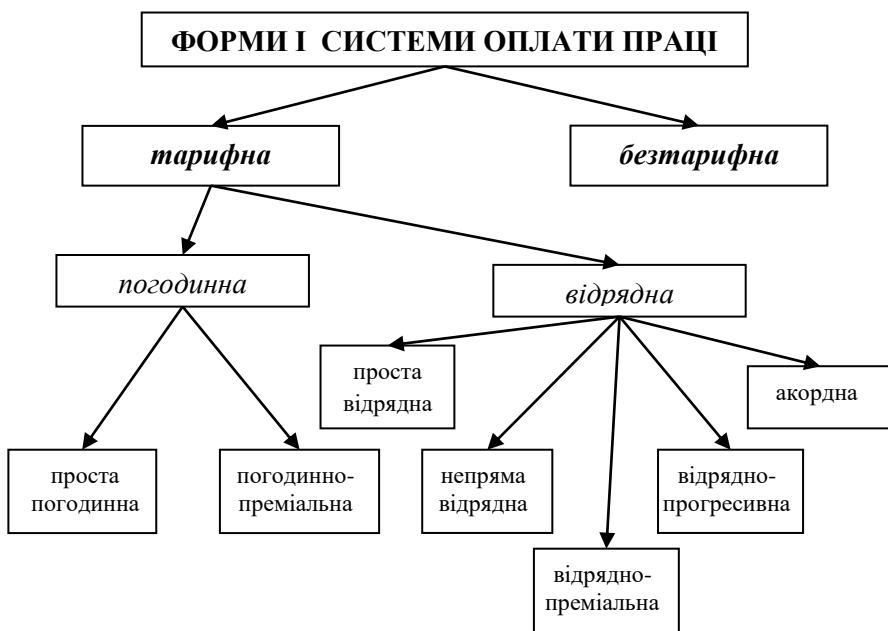 ФОРМИ І СИСТЕМИ ОПЛАТИ ПРАЦІ
тарифна
безтарифна
погодинна
відрядна
проста
відрядна
акордна
проста
погодинна
погодинно-
преміальна
непряма
відрядна
відрядно-
прогресивна
відрядно-
преміальна